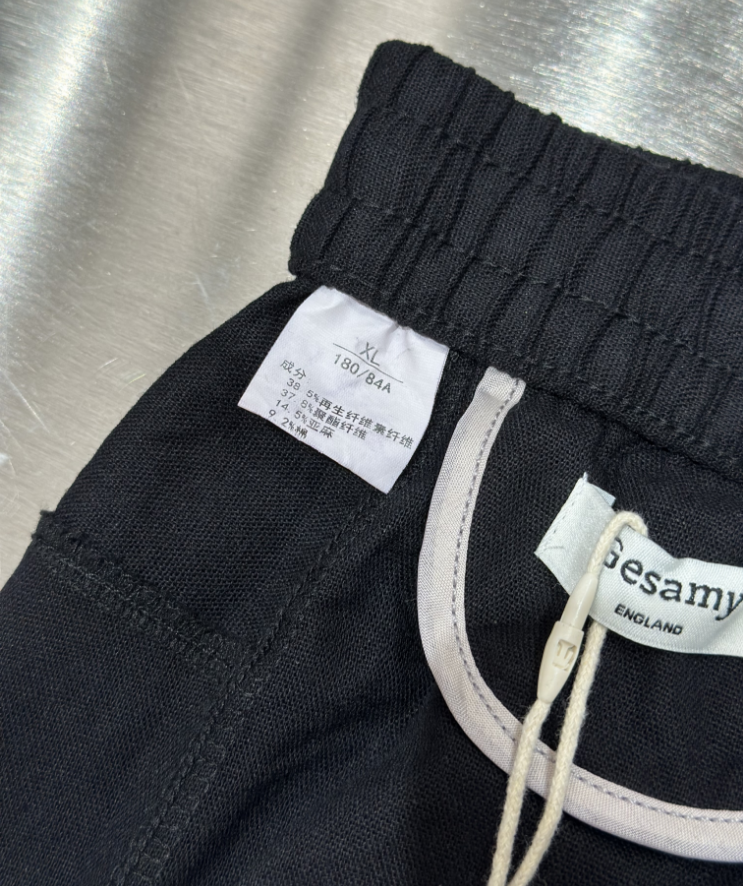 XL
180/84A
成分
38.5%再生纤维素纤维
37.8%聚酯纤维
14.5%亚麻
9.2%棉
Gesamy
ENGLAND